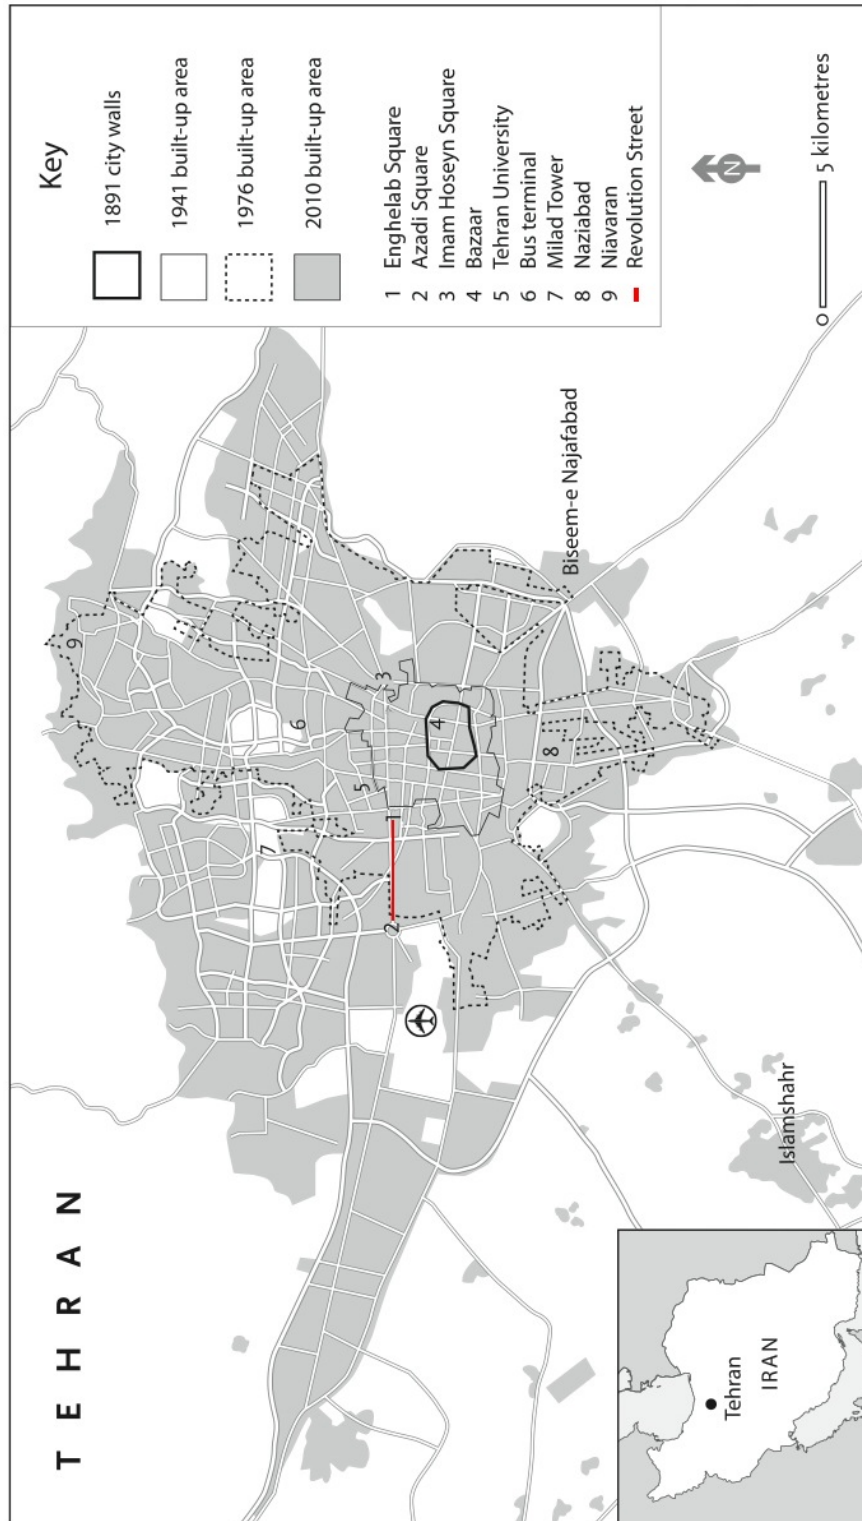 TEHRAN
Key
1891 city walls
1941 built-up area
1976 built-up area
2010 built-up area
1 Enghelab Square
2 Azadi Square
3 Imam Hoseyn Square
4 Bazaar
5 Tehran University
6 Bus terminal
7 Milad Tower
8 Naziabad
9 Niavaran
Revolution Street
N
0 5 kilometres
9
6
7
5
3
1
2
4
8
Biseem-e Najafabad
Islamshahr
Tehran
IRAN